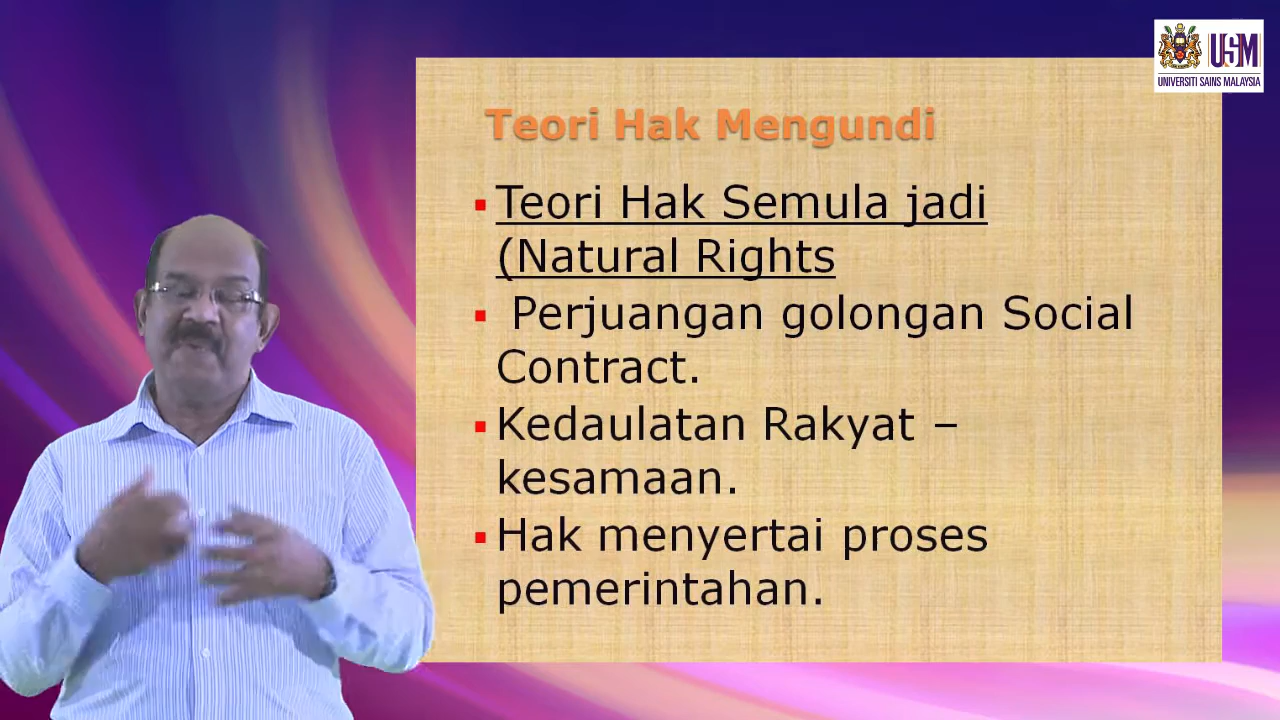 USM
UNIVERSITI SAINS MALAYSIA
Teori Hak Mengundi
Teori Hak Semula jadi
(Natural Rights
Perjuangan golongan Social
Contract.
Kedaulatan Rakyat –
kesamaan.
Hak menyertai proses
pemerintahan.